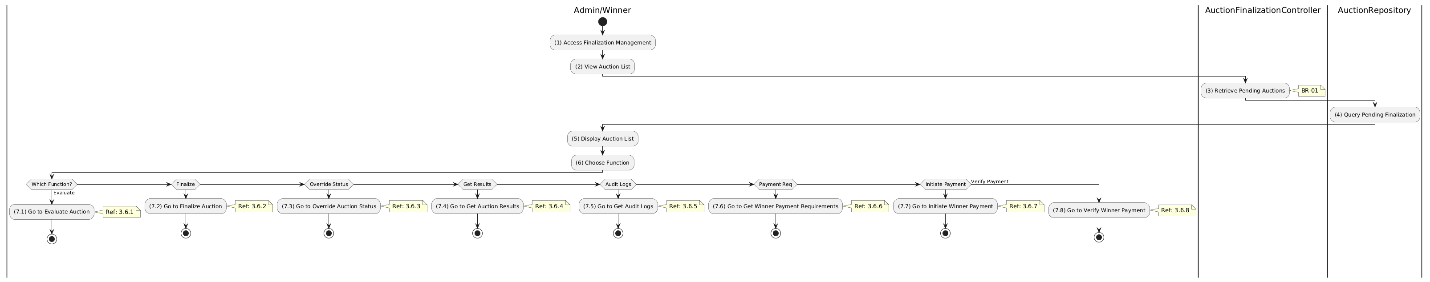 Admin/Winner
AuctionFinalizationController
AuctionRepository
(1) Access Finalization Management
(2) View Auction List
(3) Retrieve Pending Auctions
BR-01
(4) Query Pending Finalization
(5) Display Auction List
(6) Choose Function
Which Function?
Finalize
Override Status
Get Results
Audit Logs
Payment Req
Initiate Payment
Verify Payment
Evaluate
(7.1) Go to Evaluate Auction
Ref: 3.6.1
(7.2) Go to Finalize Auction
Ref: 3.6.2
(7.3) Go to Override Auction Status
Ref: 3.6.3
(7.4) Go to Get Auction Results
Ref: 3.6.4
(7.5) Go to Get Audit Logs
Ref: 3.6.5
(7.6) Go to Get Winner Payment Requirements
Ref: 3.6.6
(7.7) Go to Initiate Winner Payment
Ref: 3.6.7
(7.8) Go to Verify Winner Payment
Ref: 3.6.8